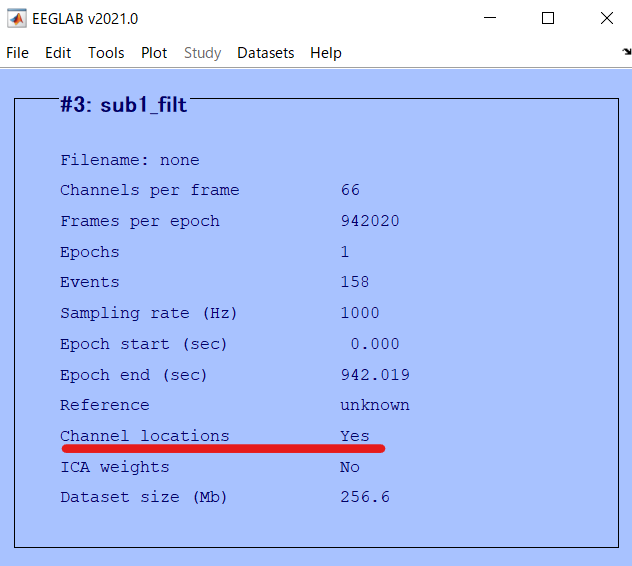 EEGLAB v2021.0
File Edit Tools Plot Study Datasets Help
#3: sub1_filt
Filename: none
Channels per frame 66
Frames per epoch 942020
Epochs 1
Events 158
Sampling rate (Hz) 1000
Epoch start (sec) 0.000
Epoch end (sec) 942.019
Reference unknown
Channel locations Yes
ICA weights No
Dataset size (Mb) 256.6